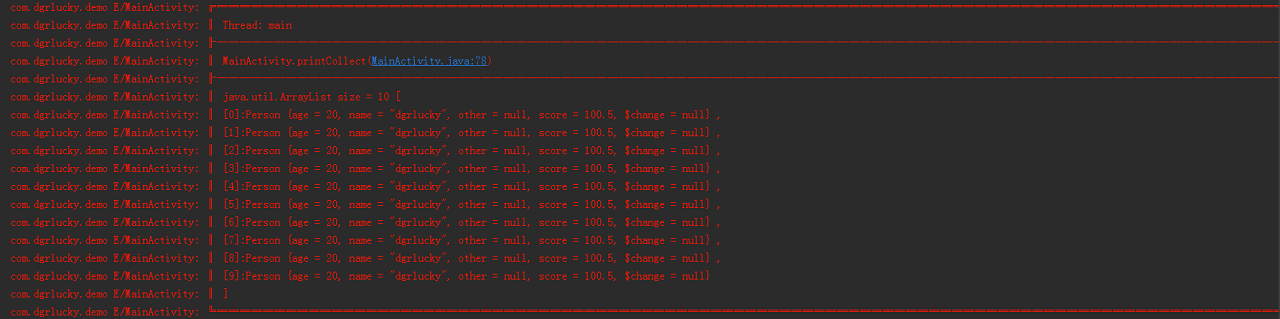 com.dgrlucky.demo E/MainActivity: ╔════════════════════════════════════════
com.dgrlucky.demo E/MainActivity: ║ Thread: main
com.dgrlucky.demo E/MainActivity: ╟────────────────────────────────────────
com.dgrlucky.demo E/MainActivity: ║ MainActivity.printCollect(MainActivity.java:78)
com.dgrlucky.demo E/MainActivity: ╟────────────────────────────────────────
com.dgrlucky.demo E/MainActivity: ║ java.util.ArrayList size = 10 [
com.dgrlucky.demo E/MainActivity: ║ [0]:Person {age = 20, name = "dgrlucky", other = null, score = 100.5, $change = null} ,
com.dgrlucky.demo E/MainActivity: ║ [1]:Person {age = 20, name = "dgrlucky", other = null, score = 100.5, $change = null} ,
com.dgrlucky.demo E/MainActivity: ║ [2]:Person {age = 20, name = "dgrlucky", other = null, score = 100.5, $change = null} ,
com.dgrlucky.demo E/MainActivity: ║ [3]:Person {age = 20, name = "dgrlucky", other = null, score = 100.5, $change = null} ,
com.dgrlucky.demo E/MainActivity: ║ [4]:Person {age = 20, name = "dgrlucky", other = null, score = 100.5, $change = null} ,
com.dgrlucky.demo E/MainActivity: ║ [5]:Person {age = 20, name = "dgrlucky", other = null, score = 100.5, $change = null} ,
com.dgrlucky.demo E/MainActivity: ║ [6]:Person {age = 20, name = "dgrlucky", other = null, score = 100.5, $change = null} ,
com.dgrlucky.demo E/MainActivity: ║ [7]:Person {age = 20, name = "dgrlucky", other = null, score = 100.5, $change = null} ,
com.dgrlucky.demo E/MainActivity: ║ [8]:Person {age = 20, name = "dgrlucky", other = null, score = 100.5, $change = null} ,
com.dgrlucky.demo E/MainActivity: ║ [9]:Person {age = 20, name = "dgrlucky", other = null, score = 100.5, $change = null}
com.dgrlucky.demo E/MainActivity: ║ ]
com.dgrlucky.demo E/MainActivity: ╚════════════════════════════════════════